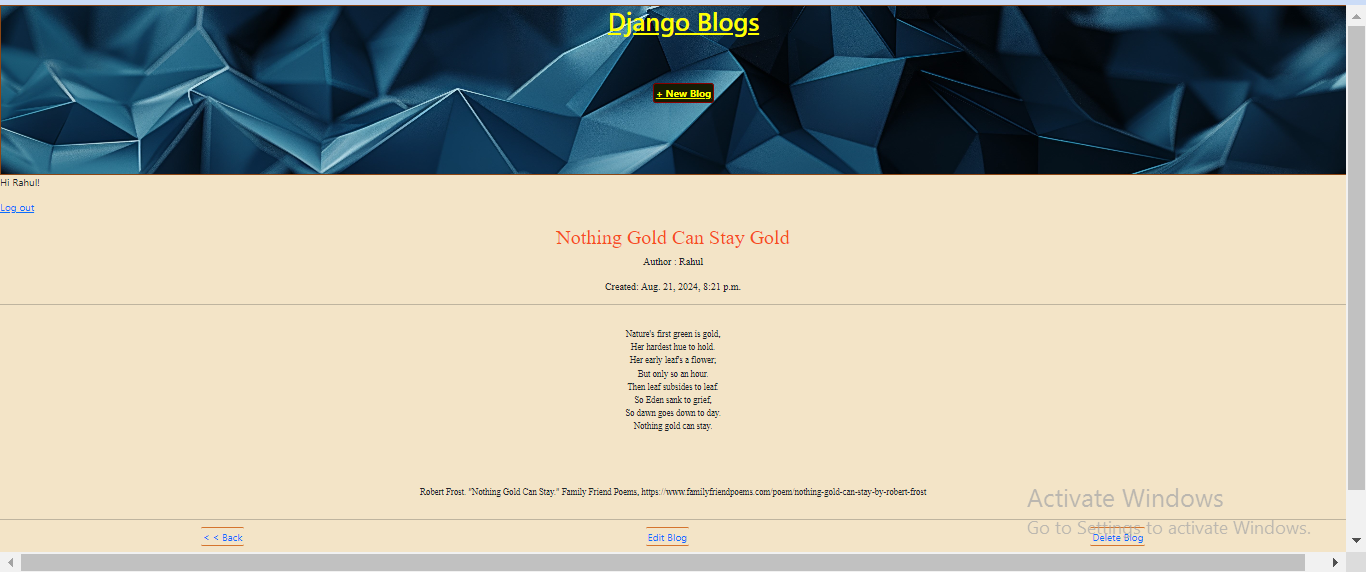 Django Blogs
+ New Blog
Hi Rahul!
Log out
Nothing Gold Can Stay Gold
Author : Rahul
Created: Aug. 21, 2024, 8:21 p.m.
Nature's first green is gold,
Her hardest hue to hold.
Her early leaf's a flower;
But only so an hour.
Then leaf subsides to leaf.
So Eden sank to grief,
So dawn goes down to day.
Nothing gold can stay.
Robert Frost. "Nothing Gold Can Stay." Family Friend Poems, https://www.familyfriendpoems.com/poem/nothing-gold-can-stay-by-robert-frost
Activate Windows
Go to Settings to activate Windows.
< < Back
Edit Blog
Delete Blog